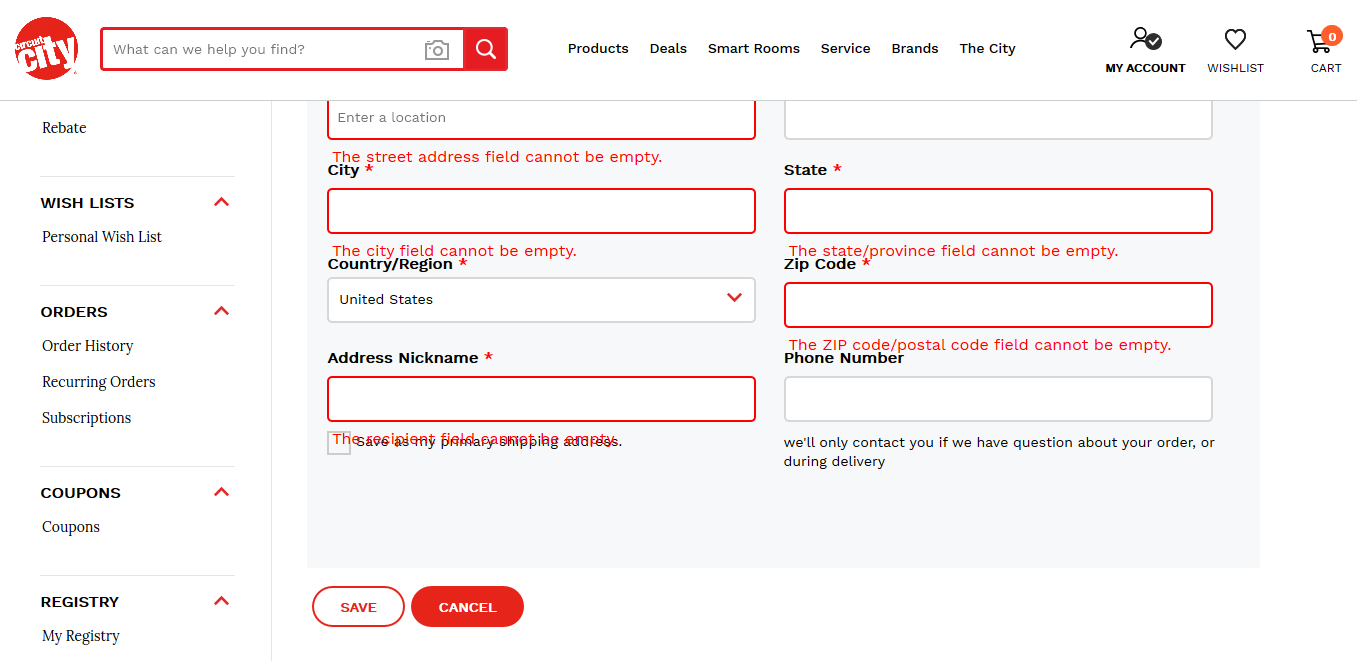 circuit
city
What can we help you find?
Products Deals Smart Rooms Service Brands The City
MY ACCOUNT WISHLIST 0 CART
Rebate
WISH LISTS
Personal Wish List
ORDERS
Order History
Recurring Orders
Subscriptions
COUPONS
Coupons
REGISTRY
My Registry
Enter a location
The street address field cannot be empty.
City * State *
The city field cannot be empty. The state/province field cannot be empty.
Country/Region * Zip Code *
United States
The ZIP code/postal code field cannot be empty.
Address Nickname * Phone Number
The recipient field cannot be empty.
Save as my primary shipping address.
we'll only contact you if we have question about your order, or
during delivery
SAVE CANCEL